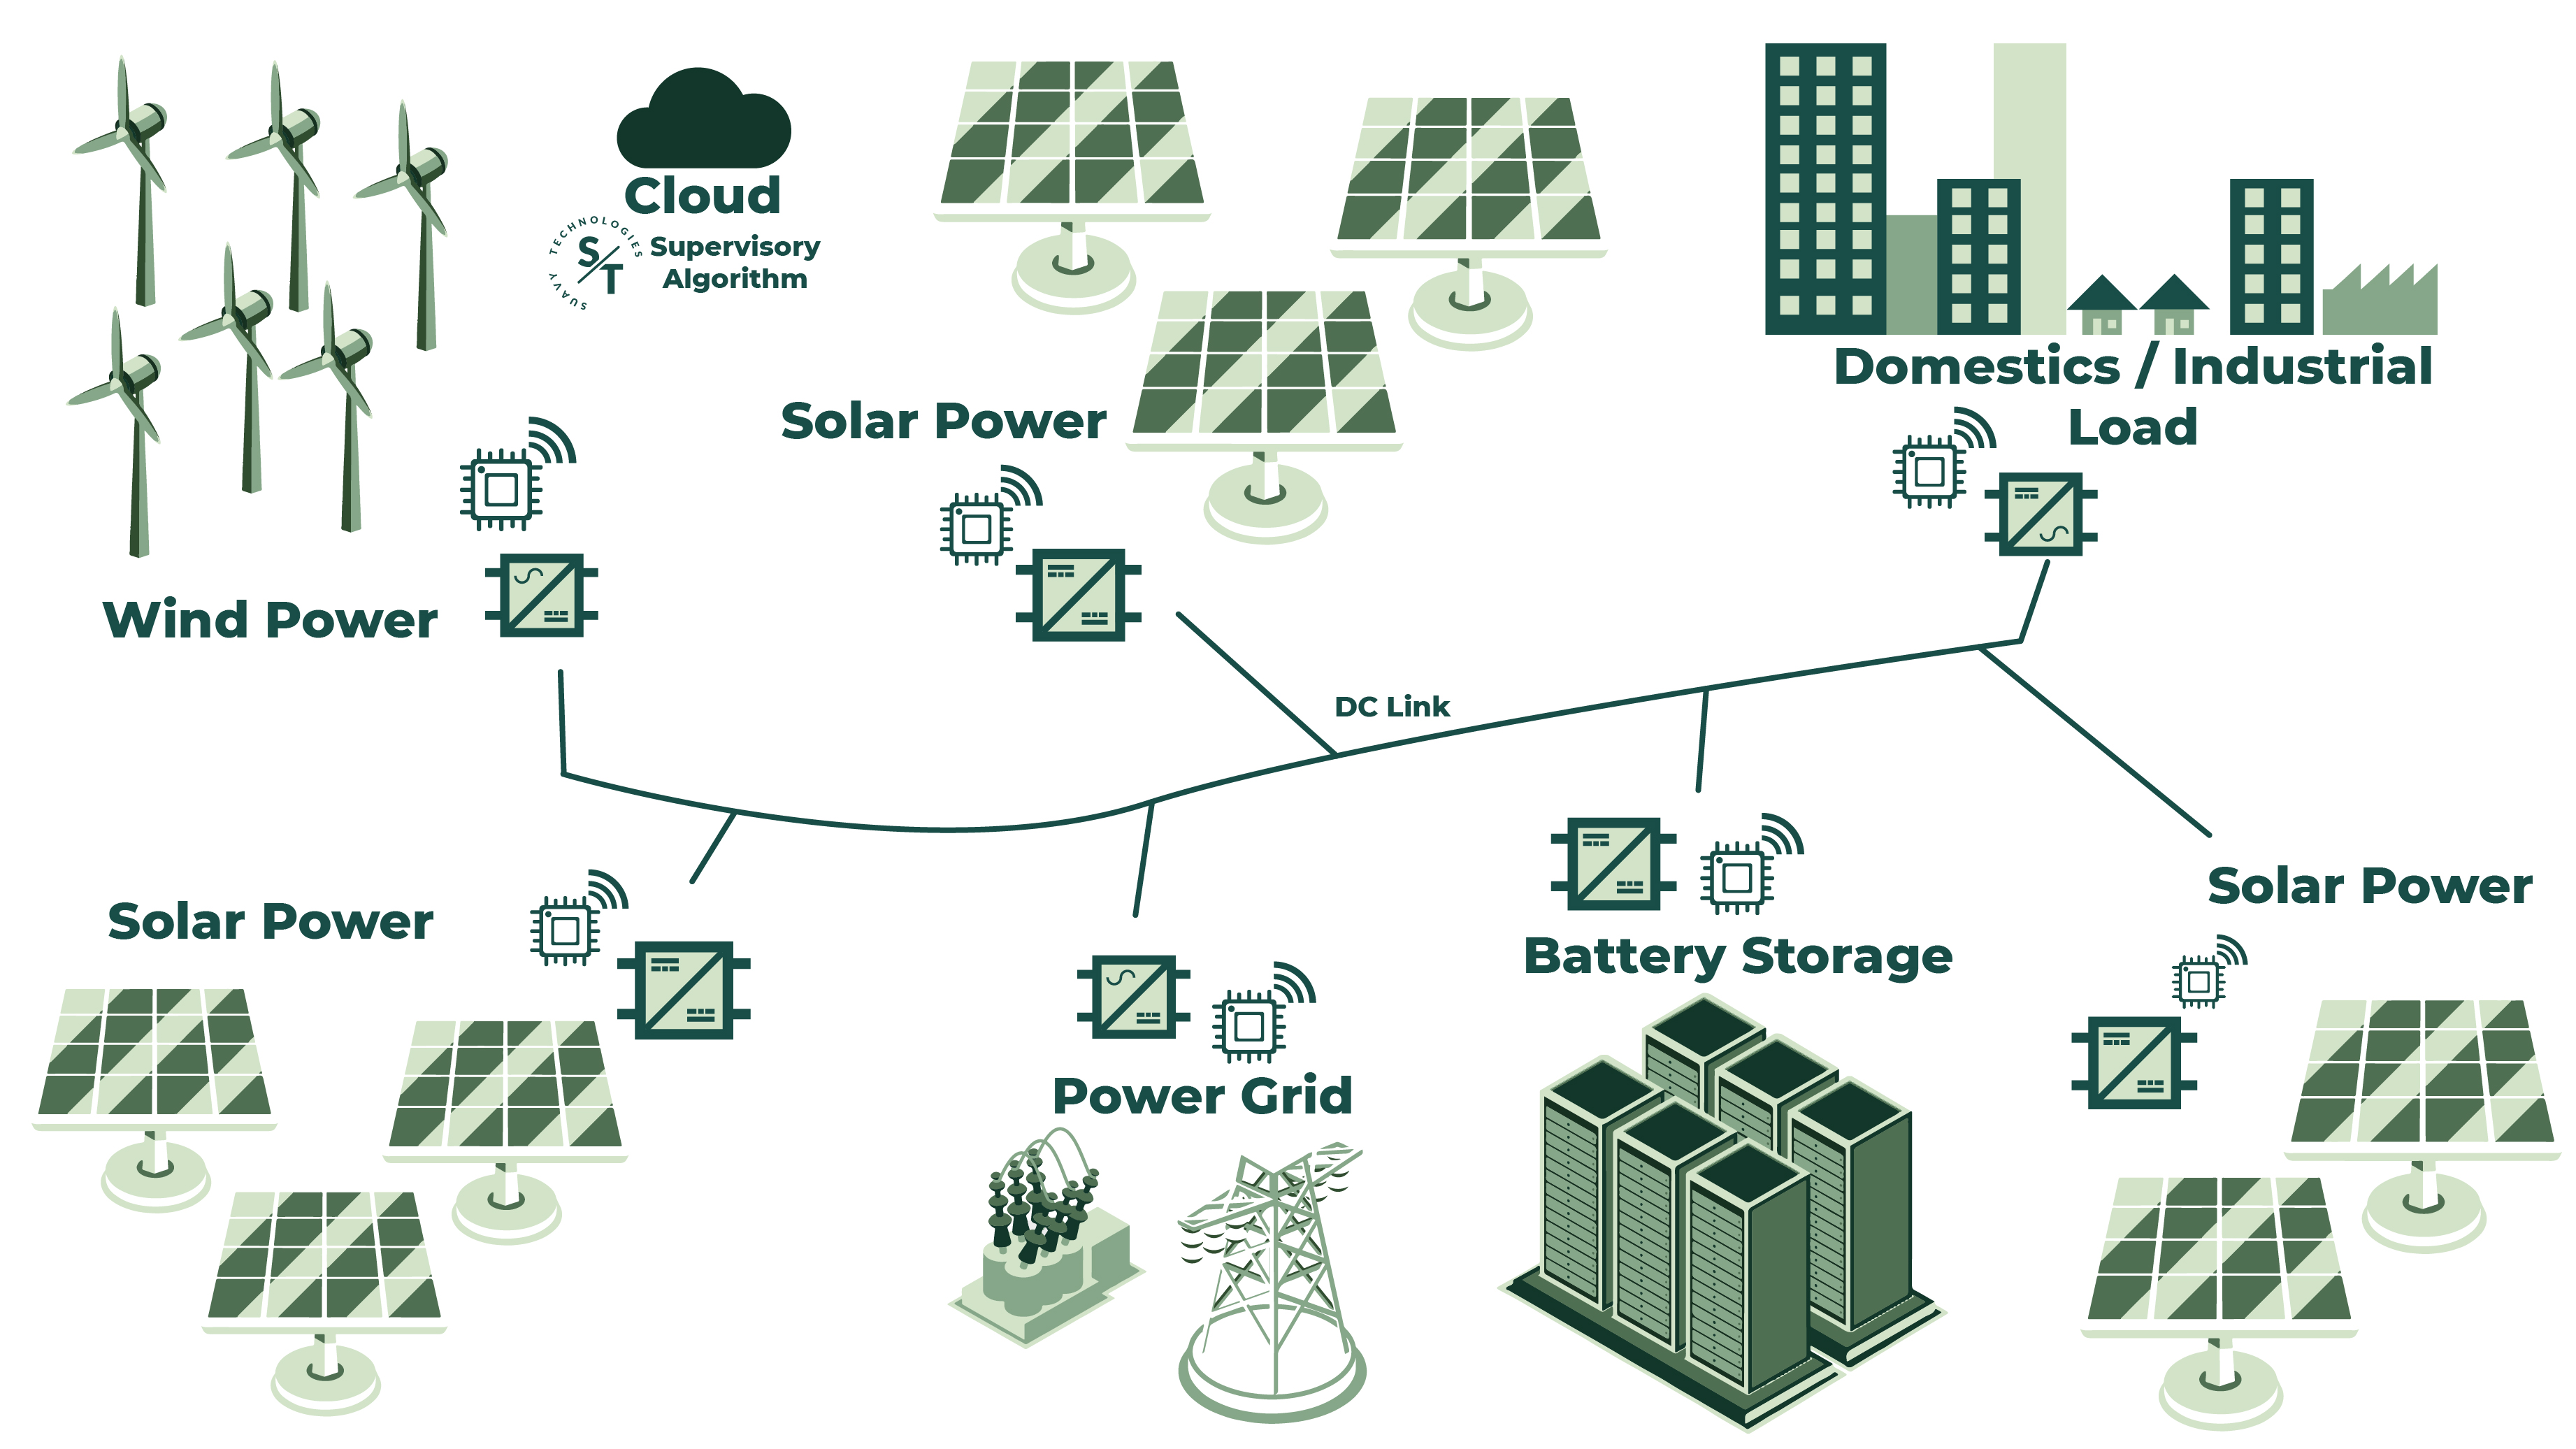 Cloud
SUAVY TECHNOLOGIES
S/T
Supervisory
Algorithm
Domestics / Industrial
Load
Solar Power
Wind Power
DC Link
Solar Power
Solar Power
Battery Storage
Power Grid